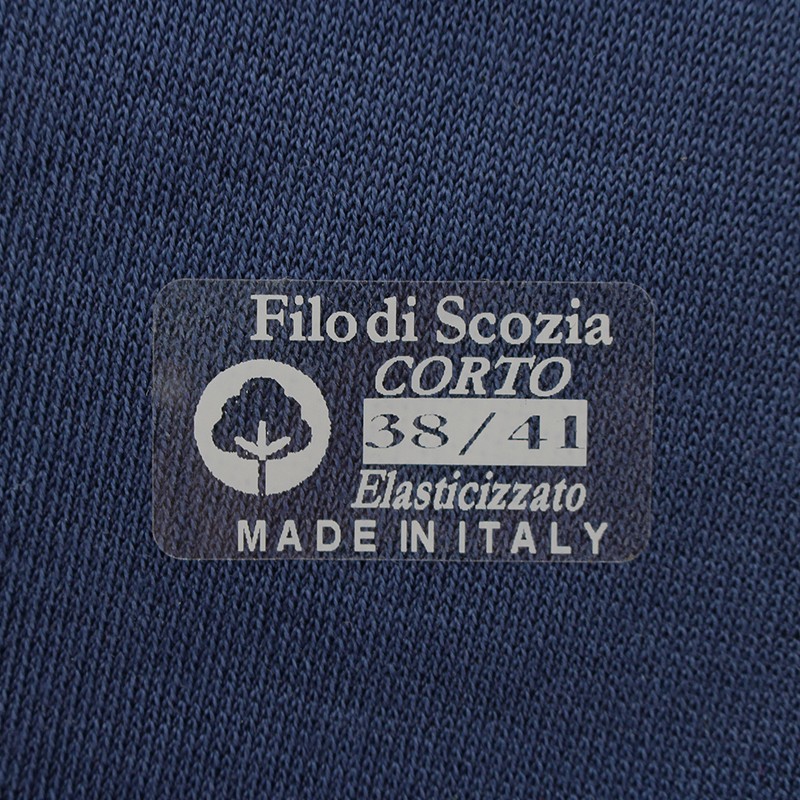 Filo di Scozia
CORTO
38/41
Elasticizzato
MADE IN ITALY